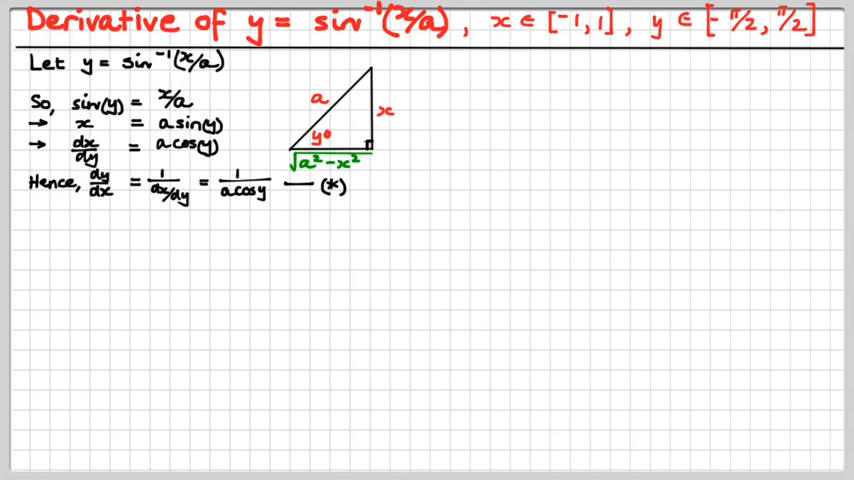 Derivative of y = sin⁻¹(x/a), x ∈ [-1, 1], y ∈ [-π/2, π/2]
Let y = sin⁻¹(x/a)
So, sin(y) = x/a
→ x = a sin(y)
→ dx/dy = a cos(y)
Hence, dy/dx = 1/(dx/dy) = 1/(a cos y) — (*)
a
x
y°
√a² - x²